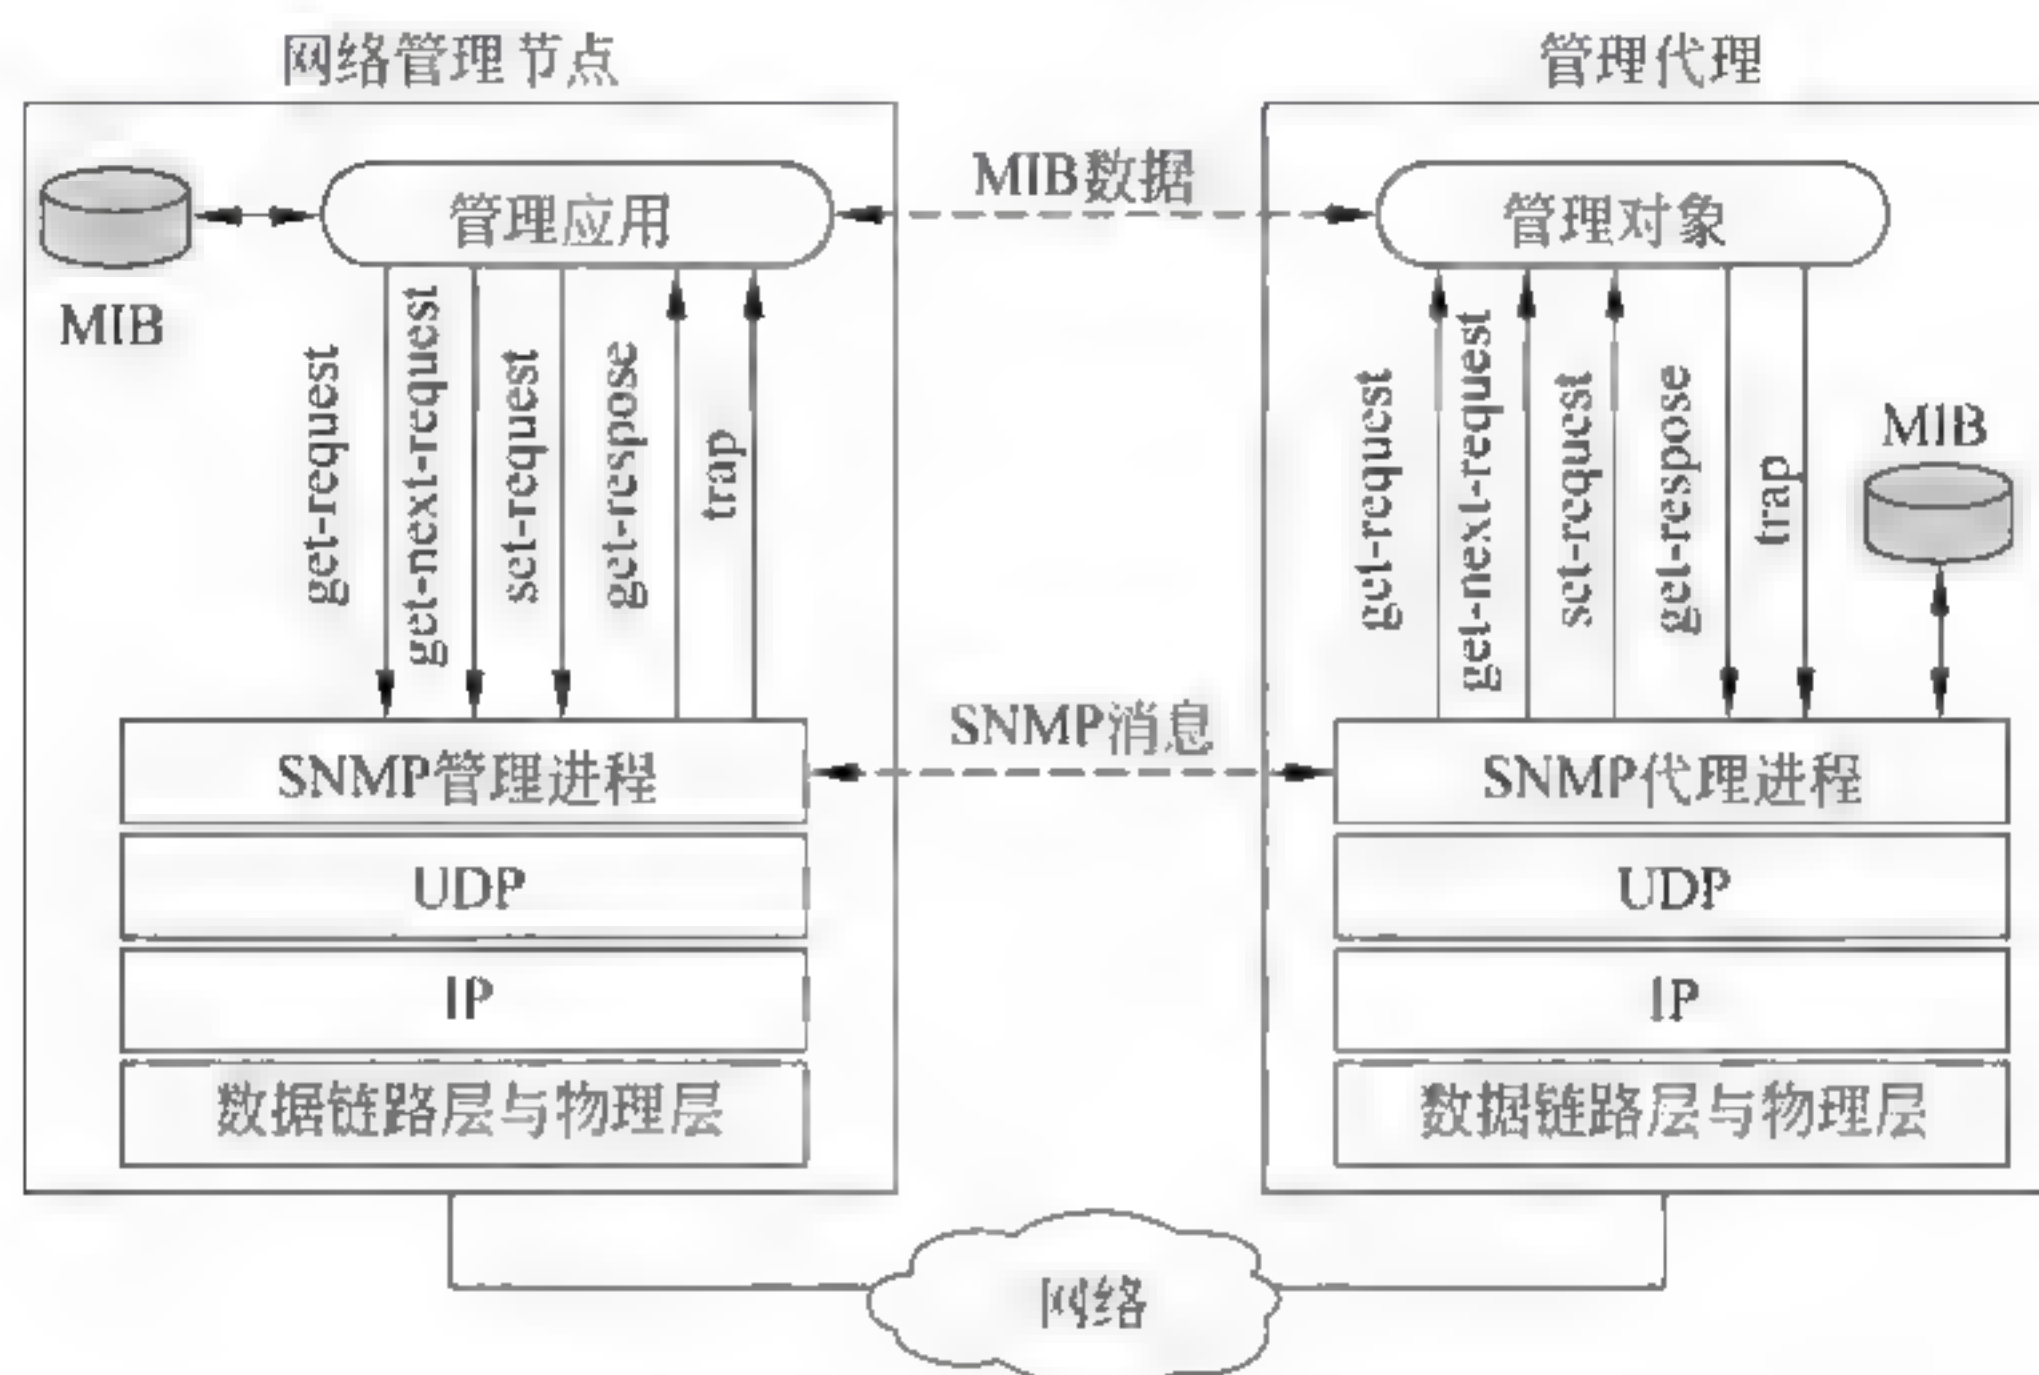 网络管理节点
管理代理
MIB数据
管理应用
管理对象
MIB
get-request
get-next-request
set-request
get-respose
trap
get-request
get-next-request
set-request
get-respose
trap
MIB
SNMP消息
SNMP管理进程
SNMP代理进程
UDP
UDP
IP
IP
数据链路层与物理层
数据链路层与物理层
网络